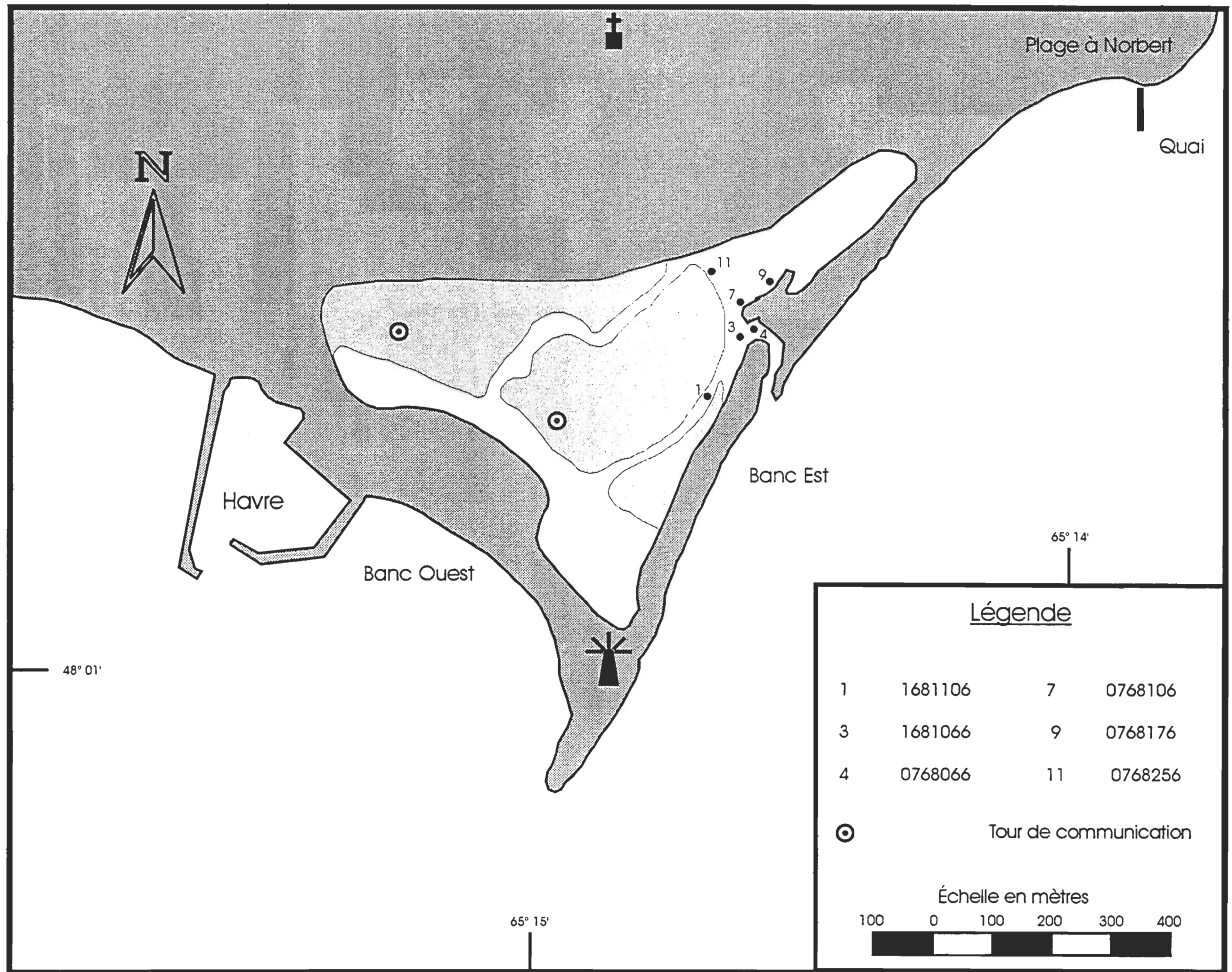 Plage à Norbert
Quai
N
11
9
7
3
4
1
Havre
Banc Est
Banc Ouest
65° 14'
48° 01'
65° 15'
Légende
1 1681106 7 0768106
3 1681066 9 0768176
4 0768066 11 0768256
Tour de communication
Échelle en mètres
100 0 100 200 300 400